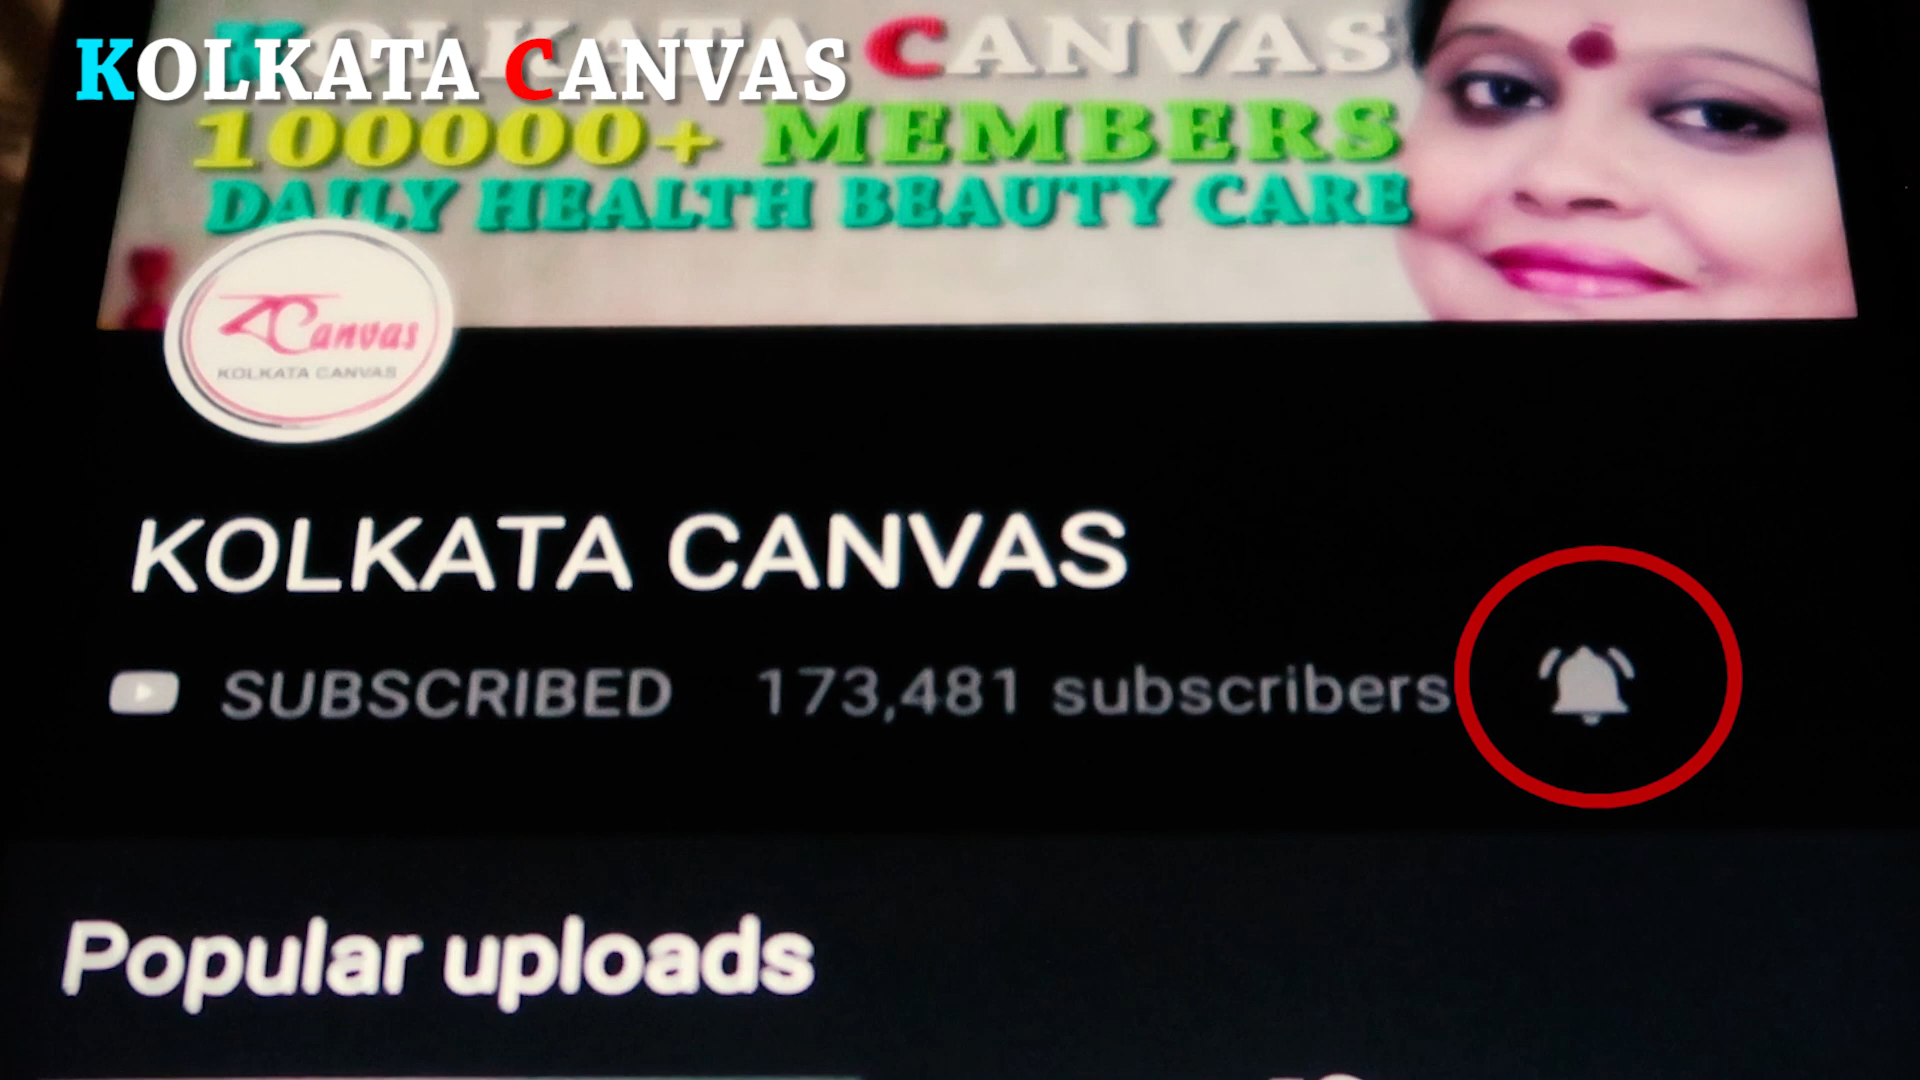 KOLKATA CANVAS
KOLKATA CANVAS
100000+ MEMBERS
DAILY HEALTH BEAUTY CARE
Canvas
KOLKATA CANVAS
KOLKATA CANVAS
SUBSCRIBED 173,481 subscribers
Popular uploads